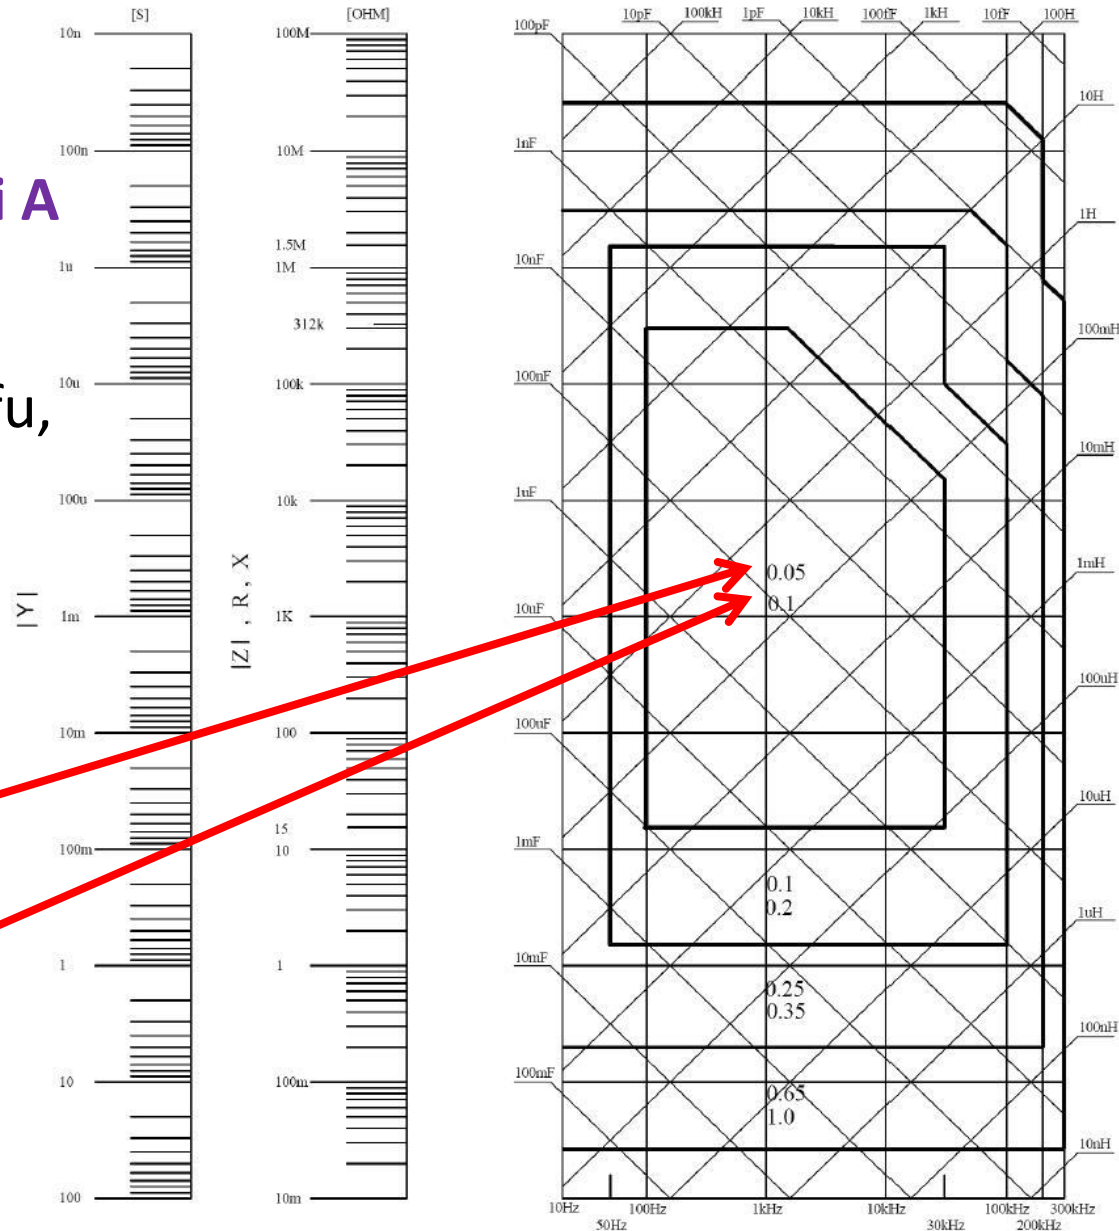 [S]
[OHM]
10pF 100kH 1pF 10kH 100fF 1kH 10fF 100H
10n
100M
100pF
10H
100n
10M
1nF
i A
1H
1.5M
1u
1M
10nF
312k
100mH
10u
100k
100nF
fu,
10mH
100u
10k
1uF
1mH
0.05
0.1
|Y|
1m
|Z| , R , X
1K
10uF
100uH
10m
100
100uF
10uH
15
100m
10
1mF
0.1
0.2
1uH
1
1
10mF
0.25
0.35
100nH
10
100m
100mF
0.65
1.0
10nH
100
10m
10Hz 100Hz 1kHz 10kHz 100kHz 300kHz
50Hz 30kHz 200kHz